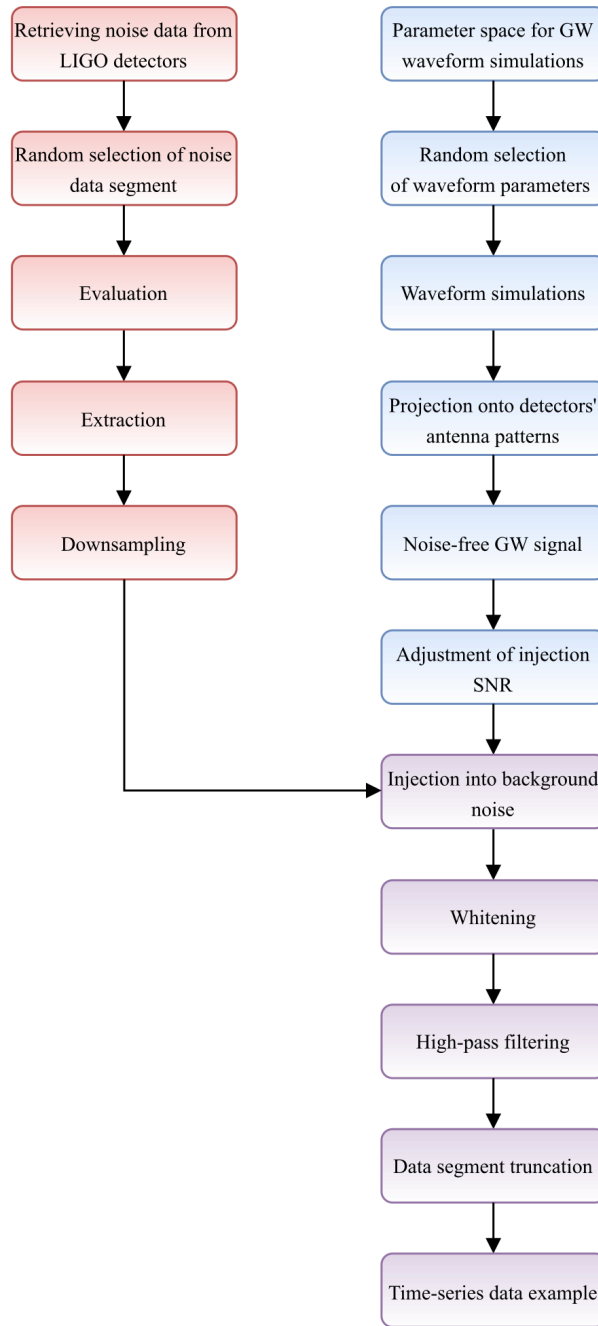 Retrieving noise data from
LIGO detectors
Random selection of noise
data segment
Evaluation
Extraction
Downsampling
Parameter space for GW
waveform simulations
Random selection
of waveform parameters
Waveform simulations
Projection onto detectors'
antenna patterns
Noise-free GW signal
Adjustment of injection
SNR
Injection into background
noise
Whitening
High-pass filtering
Data segment truncation
Time-series data example